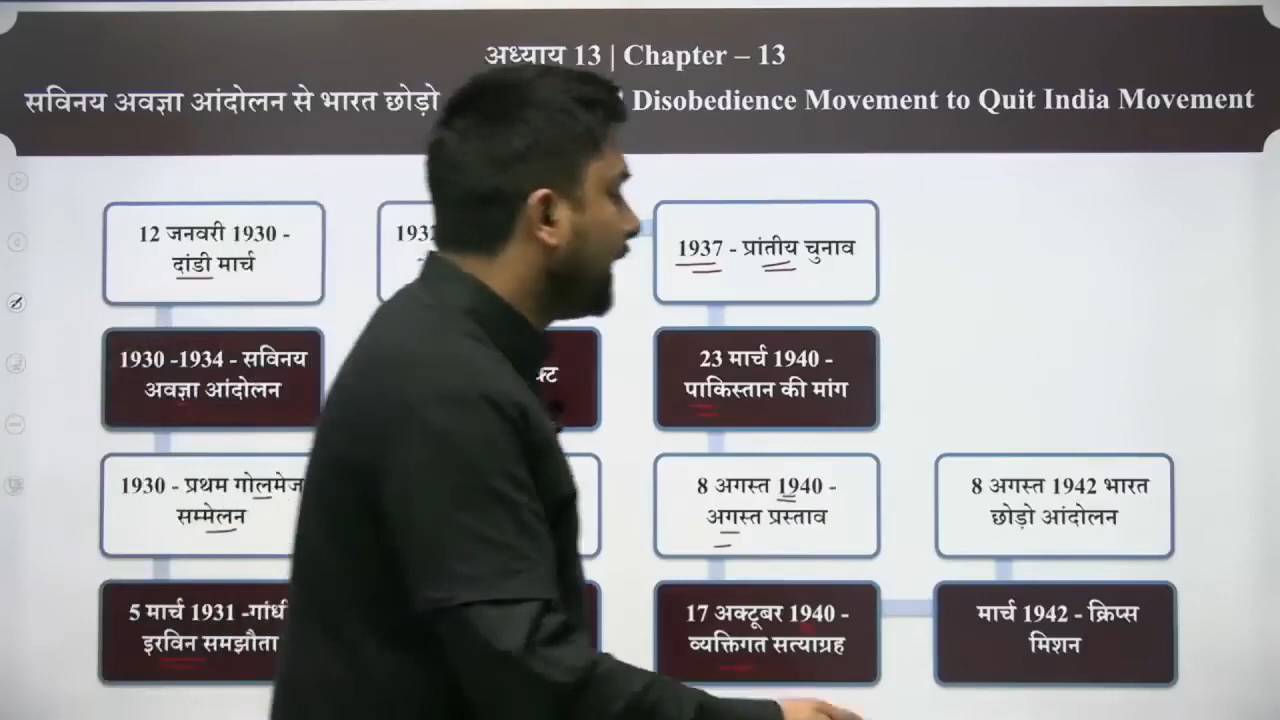 अध्याय 13 | Chapter – 13
सविनय अवज्ञा आंदोलन से भारत छोड़ो Disobedience Movement to Quit India Movement
12 जनवरी 1930 -
दांडी मार्च
1937 - प्रांतीय चुनाव
1930 -1934 - सविनय
अवज्ञा आंदोलन
23 मार्च 1940 -
पाकिस्तान की मांग
1930 - प्रथम गोलमेज
सम्मेलन
8 अगस्त 1940 -
अगस्त प्रस्ताव
8 अगस्त 1942 भारत
छोड़ो आंदोलन
5 मार्च 1931 -गांधी
इरविन समझौता
17 अक्टूबर 1940 -
व्यक्तिगत सत्याग्रह
मार्च 1942 - क्रिप्स
मिशन